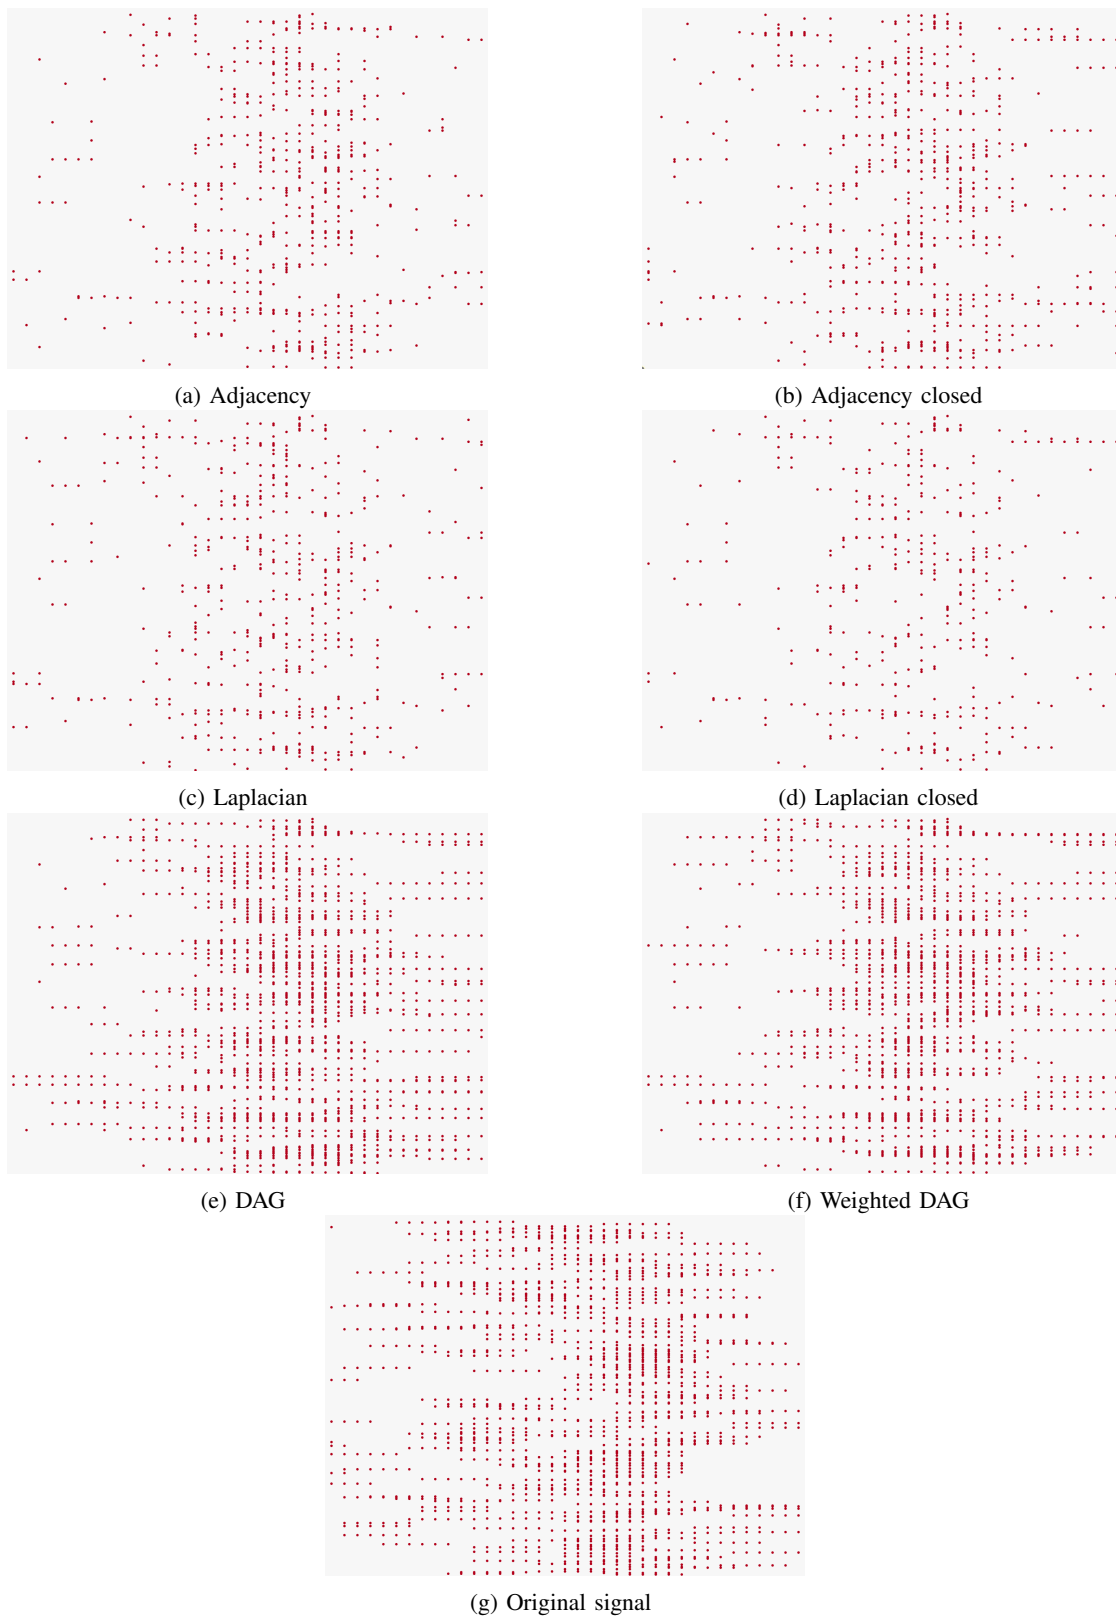 (a) Adjacency
(b) Adjacency closed
(c) Laplacian
(d) Laplacian closed
(e) DAG
(f) Weighted DAG
(g) Original signal